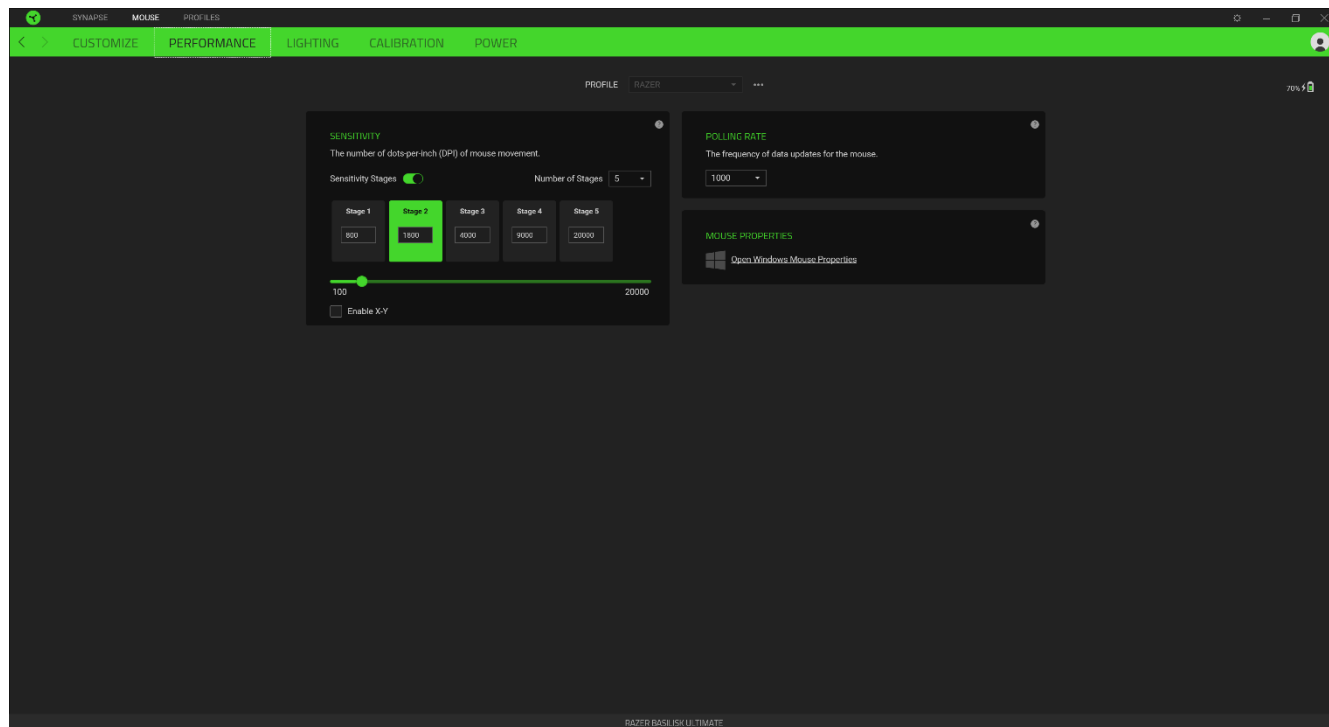 SYNAPSE MOUSE PROFILES
CUSTOMIZE PERFORMANCE LIGHTING CALIBRATION POWER
PROFILE RAZER
70%
SENSITIVITY
The number of dots-per-inch (DPI) of mouse movement.
Sensitivity Stages Number of Stages 5
Stage 1 Stage 2 Stage 3 Stage 4 Stage 5
800 1800 4000 9000 20000
100 20000
Enable X-Y
POLLING RATE
The frequency of data updates for the mouse.
1000
MOUSE PROPERTIES
Open Windows Mouse Properties
RAZER BASILISK ULTIMATE